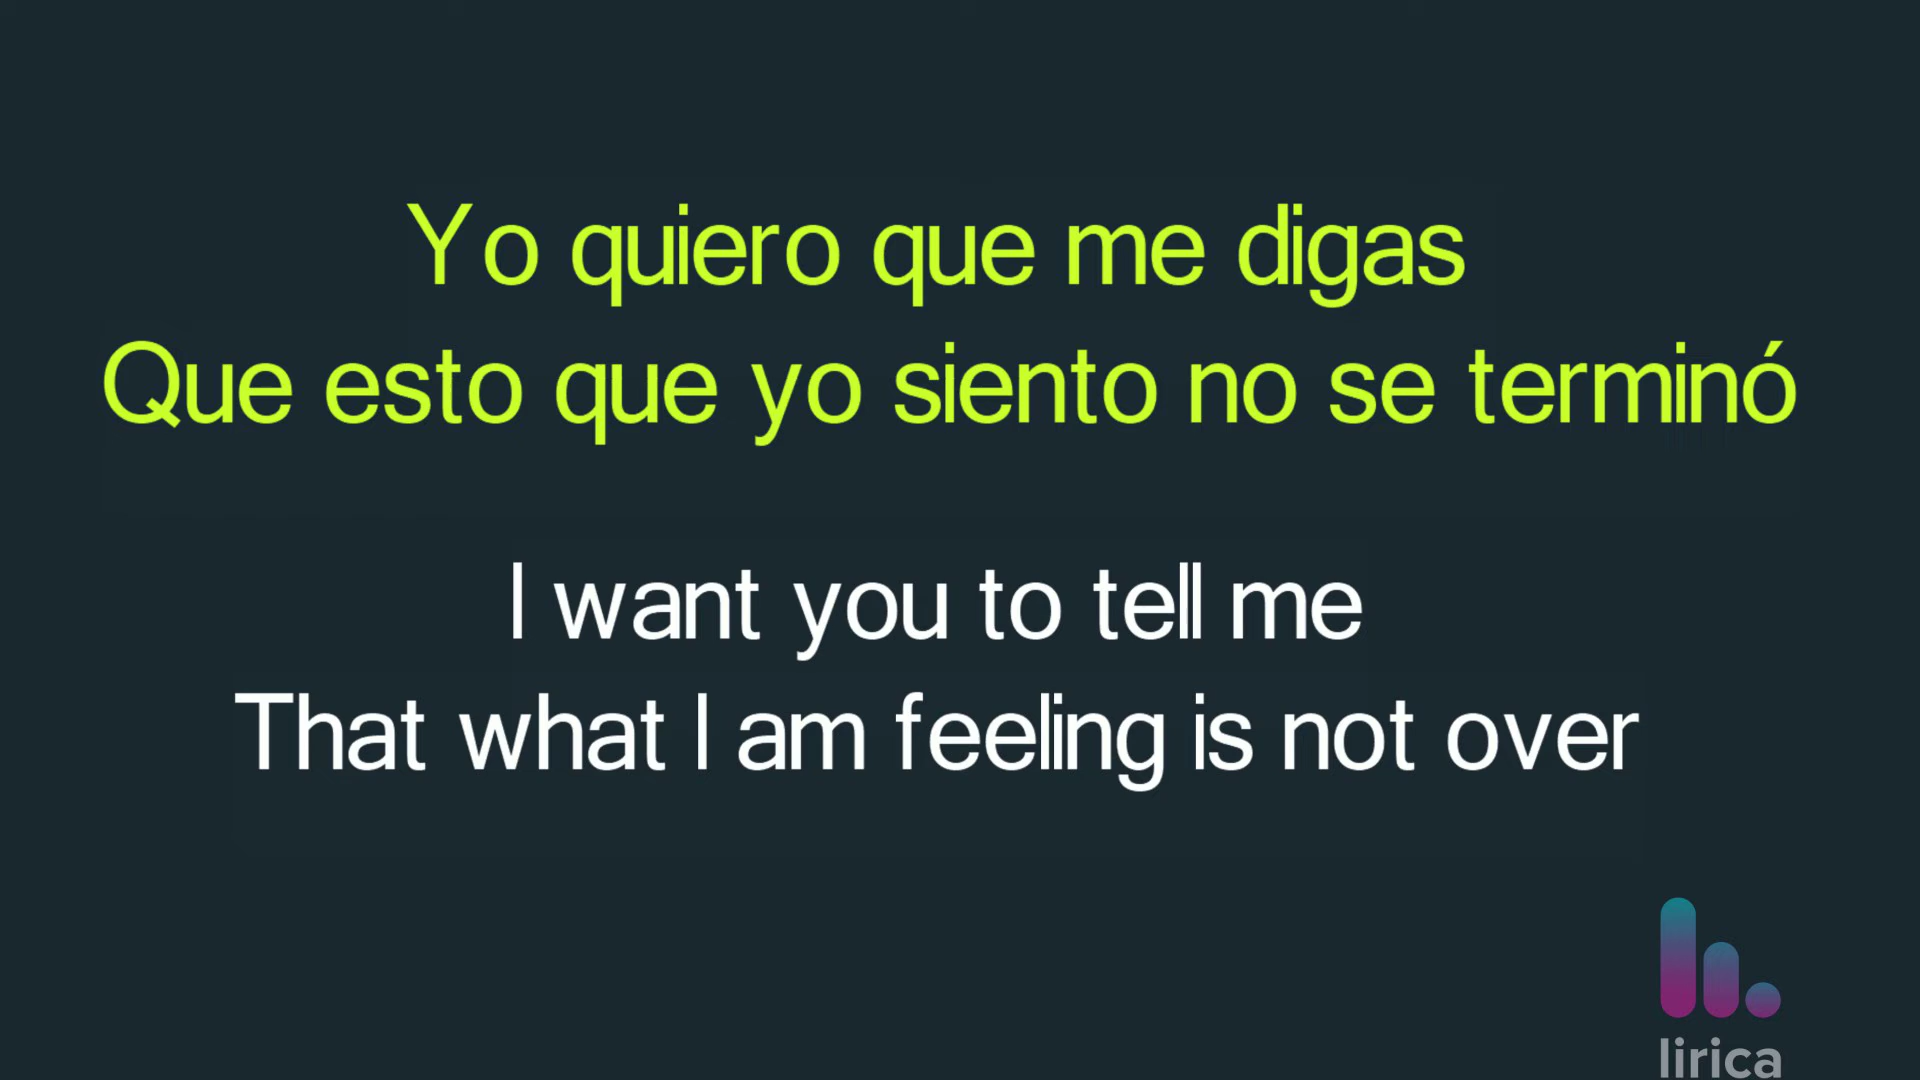 Yo quiero que me digas
Que esto que yo siento no se terminó
I want you to tell me
That what I am feeling is not over
lirica